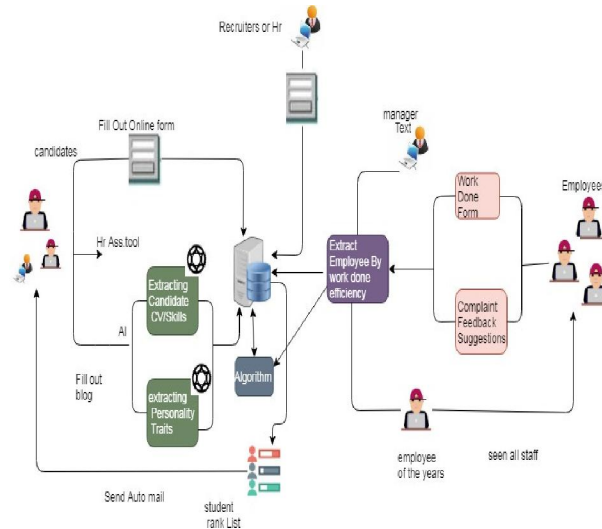 Recruiters or Hr
Fill Out Online form
candidates
manager
Text
Work
Done
Form
Employees
Hr Ass.tool
Extract
Employee By
work done
efficiency
Extracting
Candidate
CV/Skills
AI
Complaint
Feedback
Suggestions
Algorithm
Fill out
blog
extracting
Personality
Traits
employee
of the years
seen all staff
Send Auto mail
student
rank List